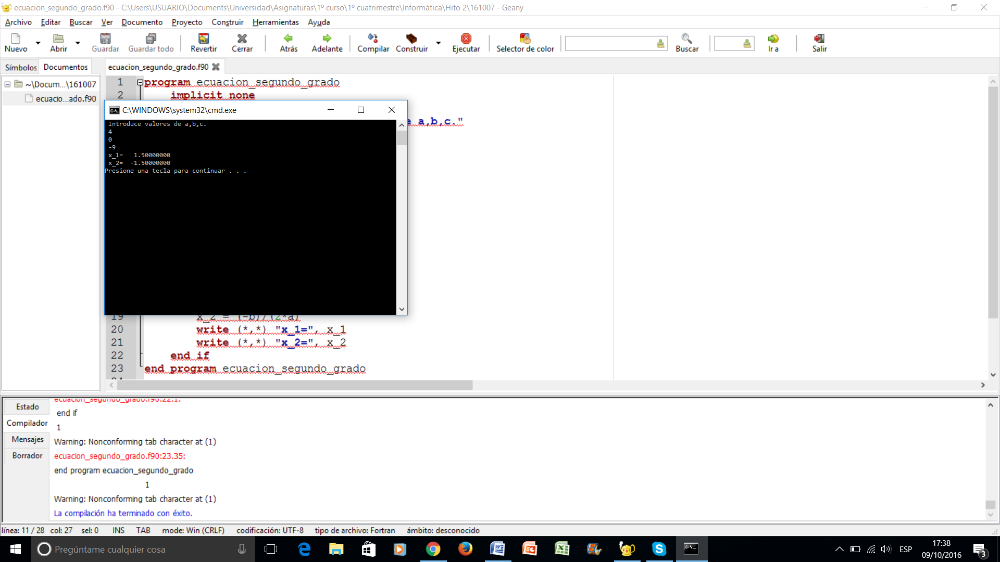 ecuacion_segundo_grado.f90 - C:\Users\USUARIO\Documents\Universidad\Asignaturas\1º curso\1º cuatrimestre\Informática\Hito 2\161007 - Geany
Archivo Editar Buscar Ver Documento Proyecto Construir Herramientas Ayuda
Nuevo Abrir Guardar Guardar todo Revertir Cerrar Atrás Adelante Compilar Construir Ejecutar Selector de color Buscar Ir a Salir
Símbolos Documentos ecuacion_segundo_grado.f90
~\Docum...\161007
ecuacio...ado.f90
1 program ecuacion_segundo_grado
2 implicit none
a,b,c."
C:\WINDOWS\system32\cmd.exe
Introduce valores de a,b,c.
4
0
-9
x_1= 1.50000000
x_2= -1.50000000
Presione una tecla para continuar . . .
19 x_2 = (-b)/(2*a)
20 write (*,*) "x_1=", x_1
21 write (*,*) "x_2=", x_2
22 end if
23 end program ecuacion_segundo_grado
Estado
Compilador
Mensajes
Borrador
ecuacion_segundo_grado.f90:22.1:
end if
1
Warning: Nonconforming tab character at (1)
ecuacion_segundo_grado.f90:23.35:
end program ecuacion_segundo_grado
1
Warning: Nonconforming tab character at (1)
La compilación ha terminado con éxito.
línea: 11 / 28 col: 27 sel: 0 INS TAB mode: Win (CRLF) codificación: UTF-8 tipo de archivo: Fortran ámbito: desconocido
Pregúntame cualquier cosa
ESP
17:38
09/10/2016
3